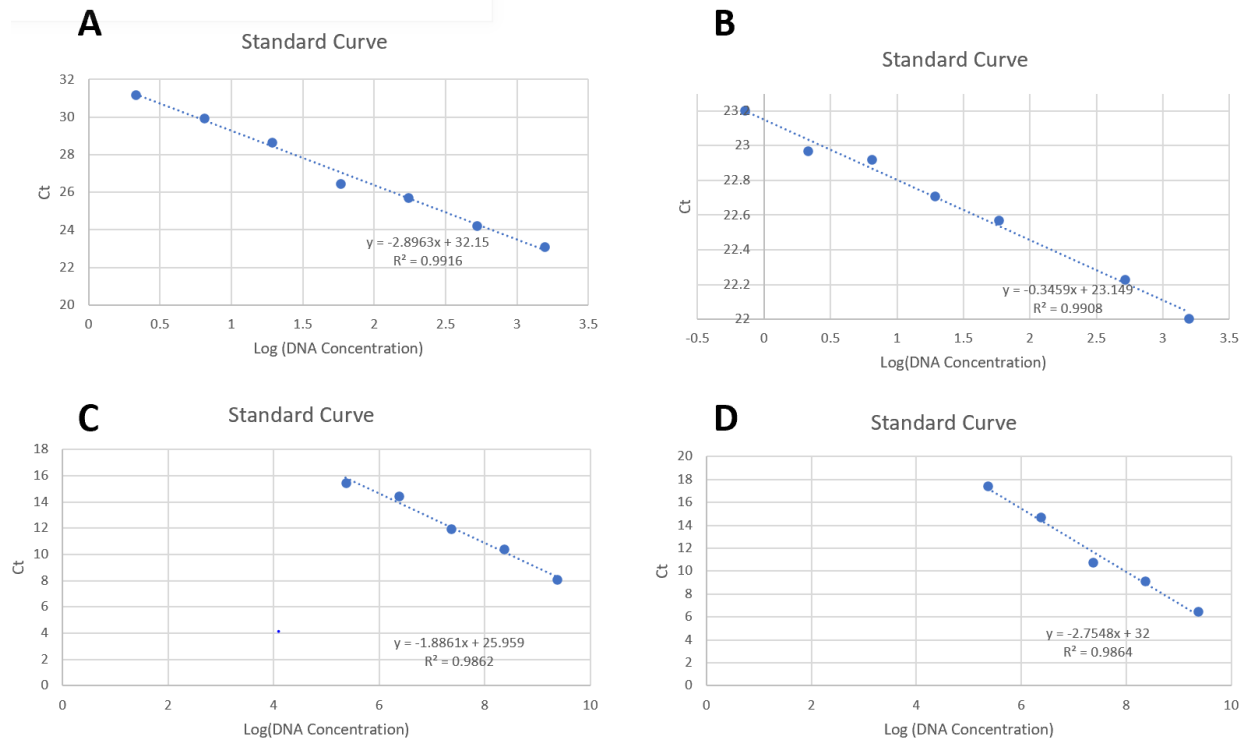 A
Standard Curve
32
30
28
26
24
22
20
Ct
y = -2.8963x + 32.15
R² = 0.9916
0 0.5 1 1.5 2 2.5 3 3.5
Log (DNA Concentration)
B
Standard Curve
23.2
23
22.8
22.6
22.4
22.2
22
Ct
y = -0.3459x + 23.149
R² = 0.9908
-0.5 0 0.5 1 1.5 2 2.5 3 3.5
Log(DNA Concentration)
C
Standard Curve
18
16
14
12
10
8
6
4
2
0
Ct
y = -1.8861x + 25.959
R² = 0.9862
0 2 4 6 8 10
Log(DNA Concentration)
D
Standard Curve
20
18
16
14
12
10
8
6
4
2
0
Ct
y = -2.7548x + 32
R² = 0.9864
0 2 4 6 8 10
Log (DNA Concentration)